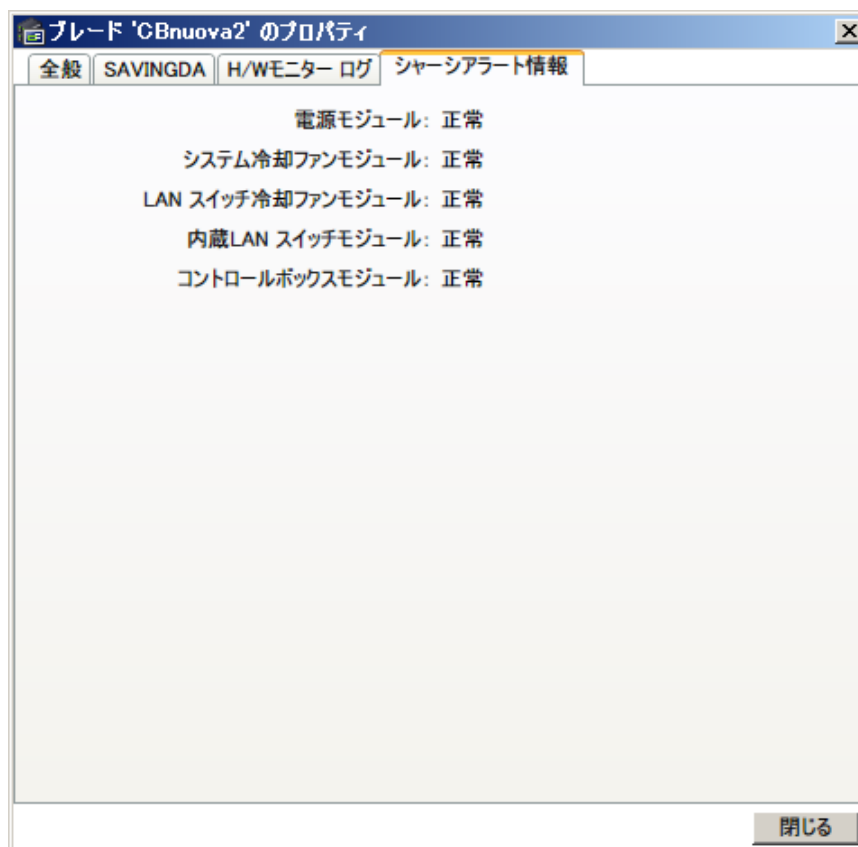 ブレード 'CBnuova2' のプロパティ
全般 SAVINGDA H/Wモニター ログ シャーシアラート情報
電源モジュール: 正常
システム冷却ファンモジュール: 正常
LAN スイッチ冷却ファンモジュール: 正常
内蔵LAN スイッチモジュール: 正常
コントロールボックスモジュール: 正常
閉じる